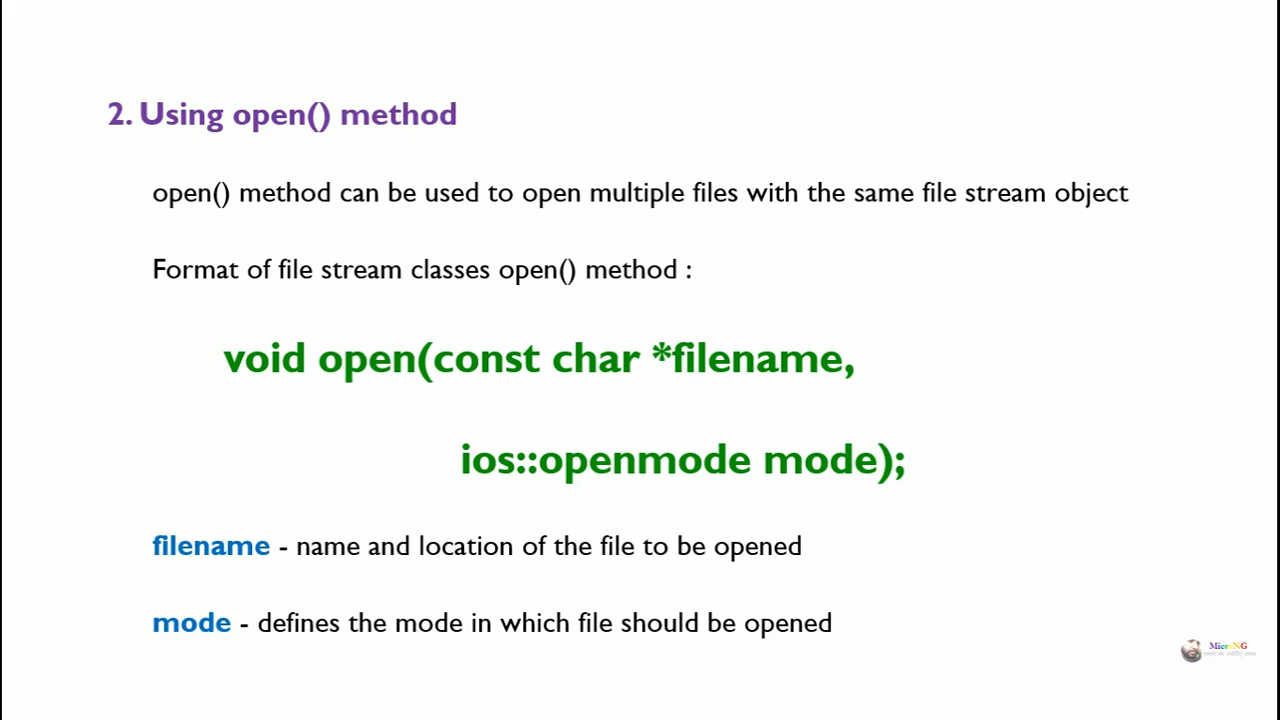 2. Using open() method
open() method can be used to open multiple files with the same file stream object
Format of file stream classes open() method :
void open(const char *filename,
ios::openmode mode);
filename - name and location of the file to be opened
mode - defines the mode in which file should be opened
MicroNG